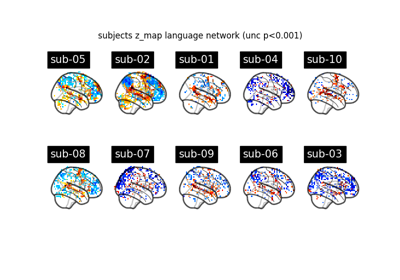 subjects z_map language network (unc p<0.001)
sub-05 sub-02 sub-01 sub-04 sub-10
sub-08 sub-07 sub-09 sub-06 sub-03